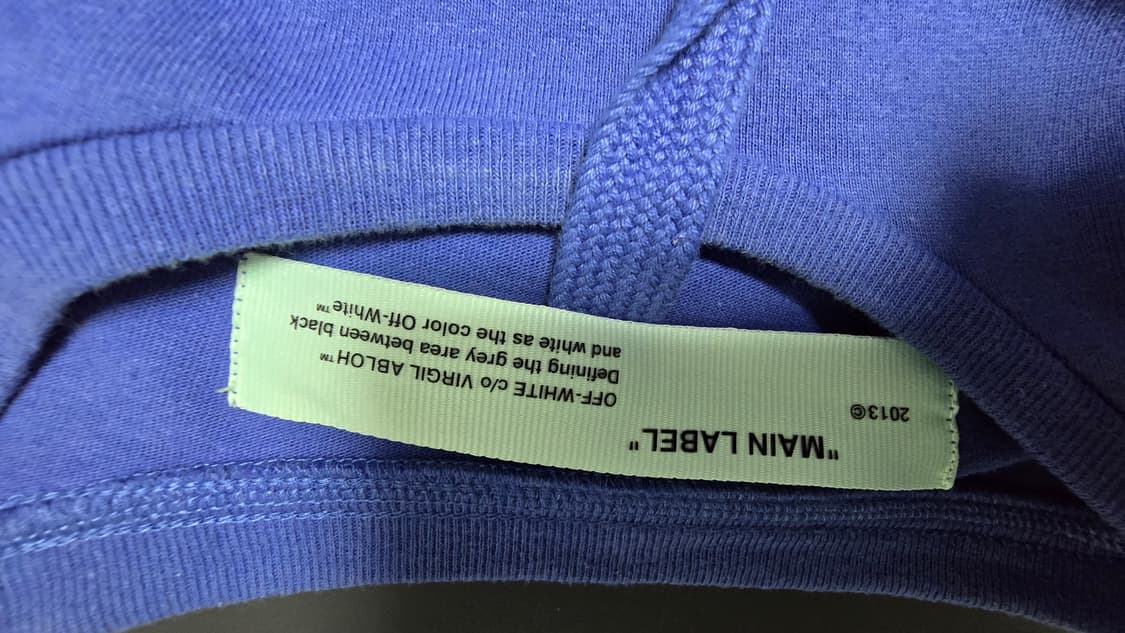 "MAIN LABEL"
2013©
OFF-WHITE c/o VIRGIL ABLOH™
Defining the grey area between black
and white as the color Off-White™